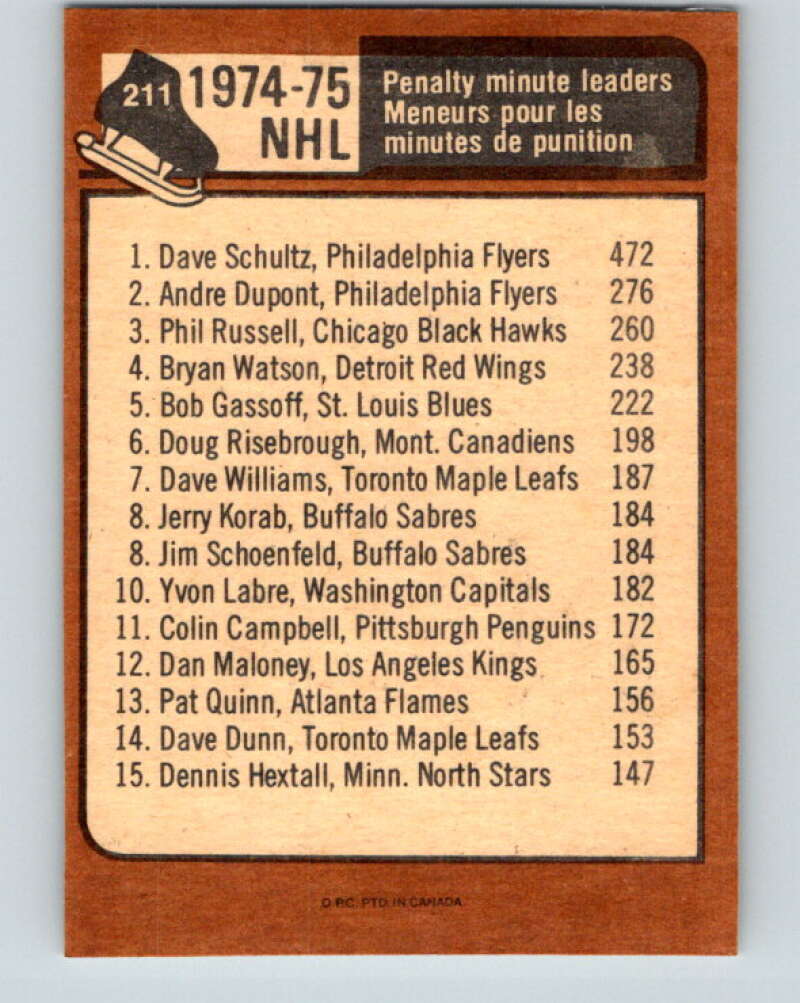 211 1974-75
NHL
Penalty minute leaders
Meneurs pour les
minutes de punition
1. Dave Schultz, Philadelphia Flyers 472
2. Andre Dupont, Philadelphia Flyers 276
3. Phil Russell, Chicago Black Hawks 260
4. Bryan Watson, Detroit Red Wings 238
5. Bob Gassoff, St. Louis Blues 222
6. Doug Risebrough, Mont. Canadiens 198
7. Dave Williams, Toronto Maple Leafs 187
8. Jerry Korab, Buffalo Sabres 184
8. Jim Schoenfeld, Buffalo Sabres 184
10. Yvon Labre, Washington Capitals 182
11. Colin Campbell, Pittsburgh Penguins 172
12. Dan Maloney, Los Angeles Kings 165
13. Pat Quinn, Atlanta Flames 156
14. Dave Dunn, Toronto Maple Leafs 153
15. Dennis Hextall, Minn. North Stars 147
O.P.C. PTD. IN CANADA